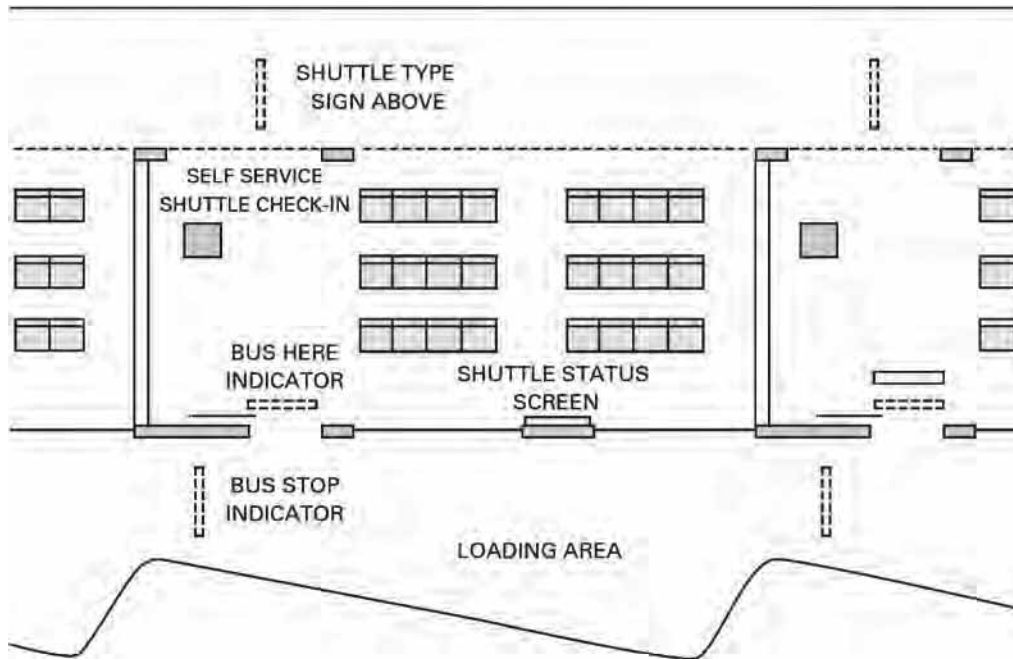 SHUTTLE TYPE
SIGN ABOVE
SELF SERVICE
SHUTTLE CHECK-IN
BUS HERE
INDICATOR
SHUTTLE STATUS
SCREEN
BUS STOP
INDICATOR
LOADING AREA